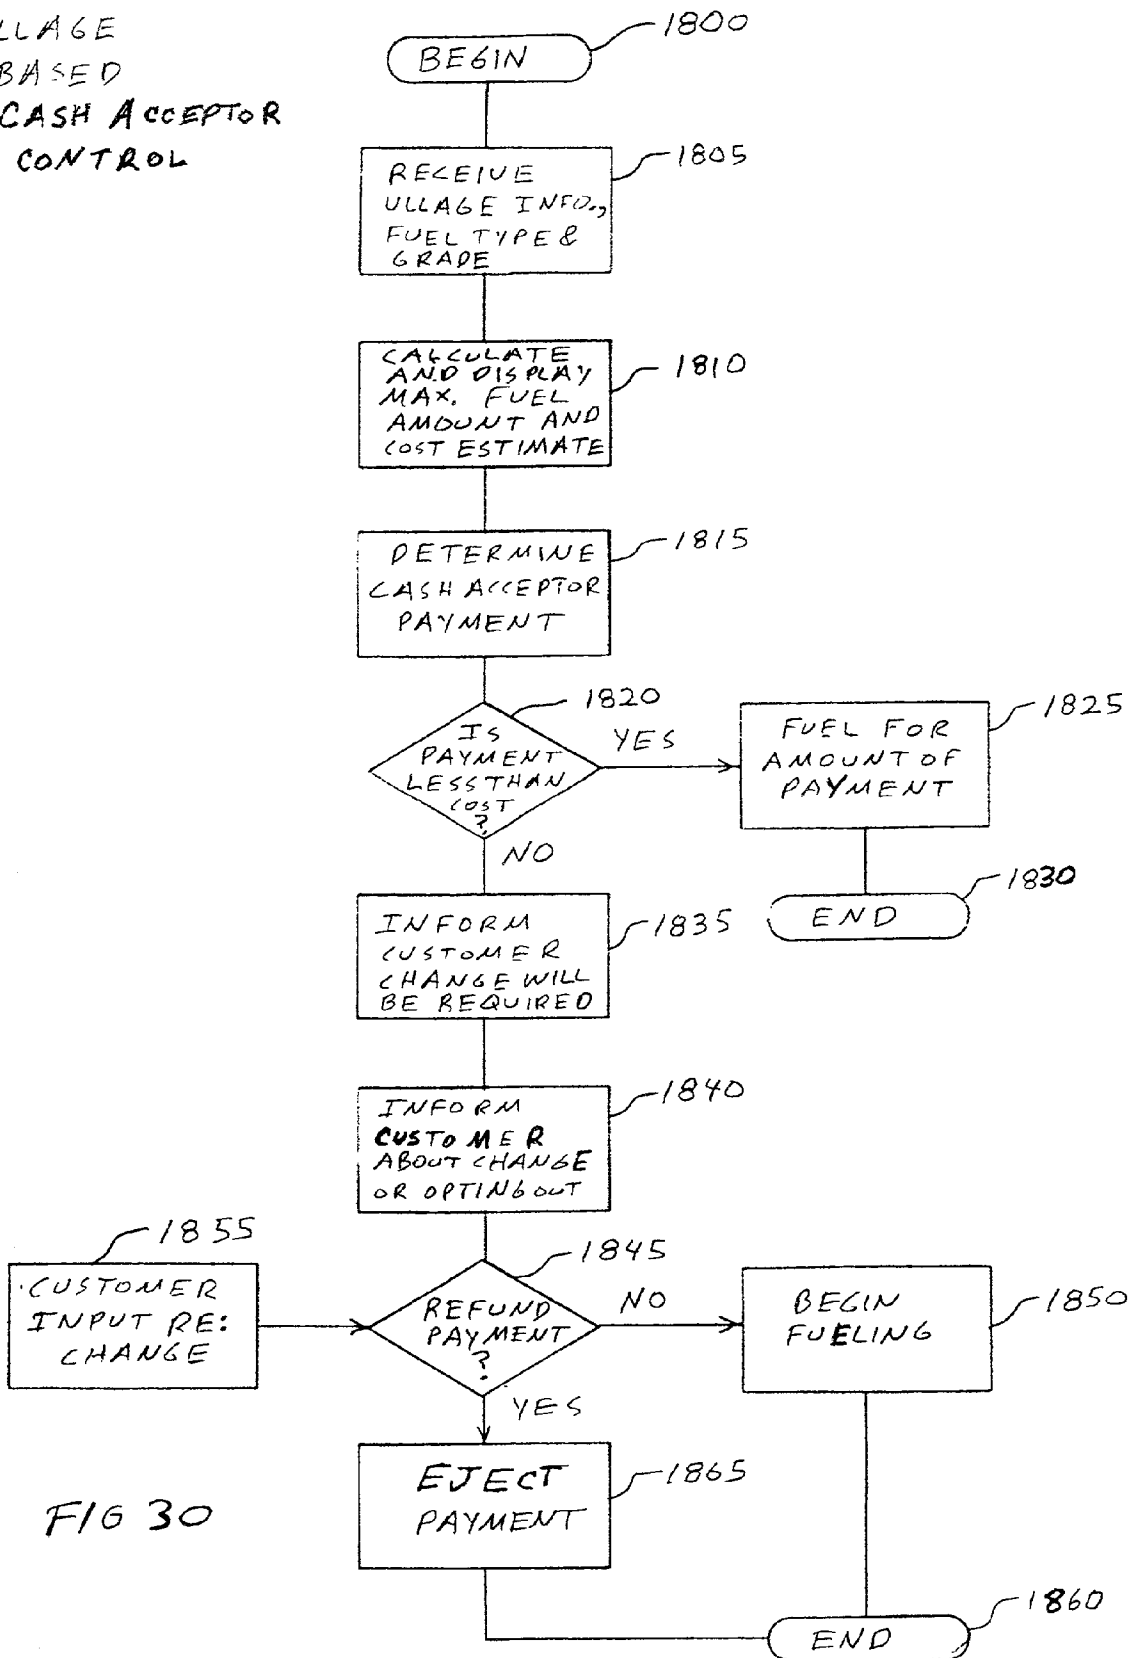 LLAGE
BASED
CASH ACCEPTOR
CONTROL
BEGIN
1800
RECEIVE
ULLAGE INFO.,
FUEL TYPE &
GRADE
1805
CALCULATE
AND DISPLAY
MAX. FUEL
AMOUNT AND
COST ESTIMATE
1810
DETERMINE
CASH ACCEPTOR
PAYMENT
1815
IS
PAYMENT
LESS THAN
COST
?
1820
YES
FUEL FOR
AMOUNT OF
PAYMENT
1825
END
1830
NO
INFORM
CUSTOMER
CHANGE WILL
BE REQUIRED
1835
INFORM
CUSTOMER
ABOUT CHANGE
OR OPTING OUT
1840
1855
CUSTOMER
INPUT RE:
CHANGE
REFUND
PAYMENT
?
1845
NO
BEGIN
FUELING
1850
YES
EJECT
PAYMENT
1865
END
1860
FIG 30